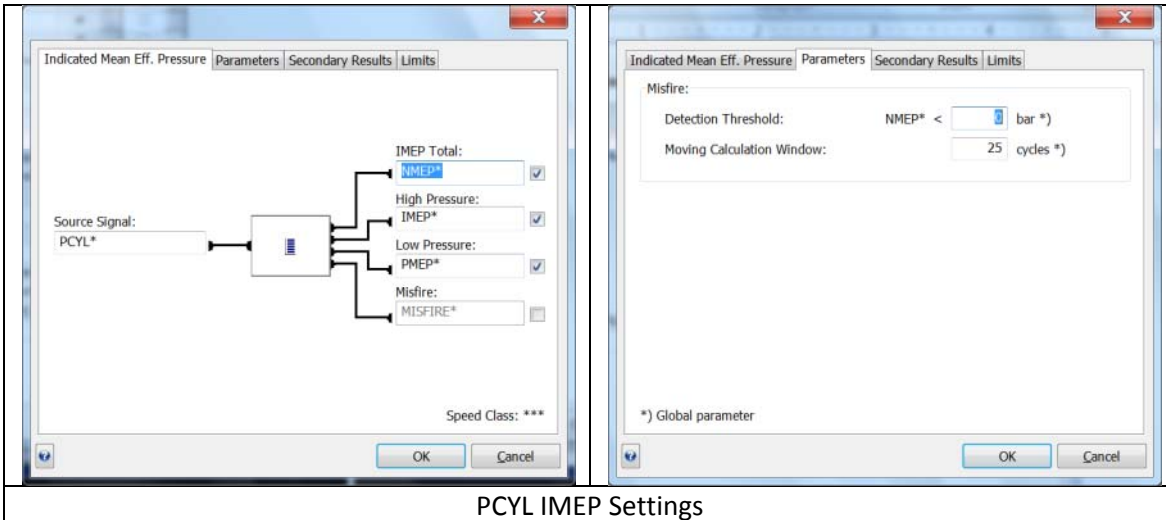 Indicated Mean Eff. Pressure Parameters Secondary Results Limits
IMEP Total:
NMEP*
High Pressure:
IMEP*
Source Signal:
PCYL*
Low Pressure:
PMEP*
Misfire:
MISFIRE*
Speed Class: ***
OK Cancel
Indicated Mean Eff. Pressure Parameters Secondary Results Limits
Misfire:
Detection Threshold: NMEP* < 0 bar *)
Moving Calculation Window: 25 cycles *)
*) Global parameter
OK Cancel
PCYL IMEP Settings